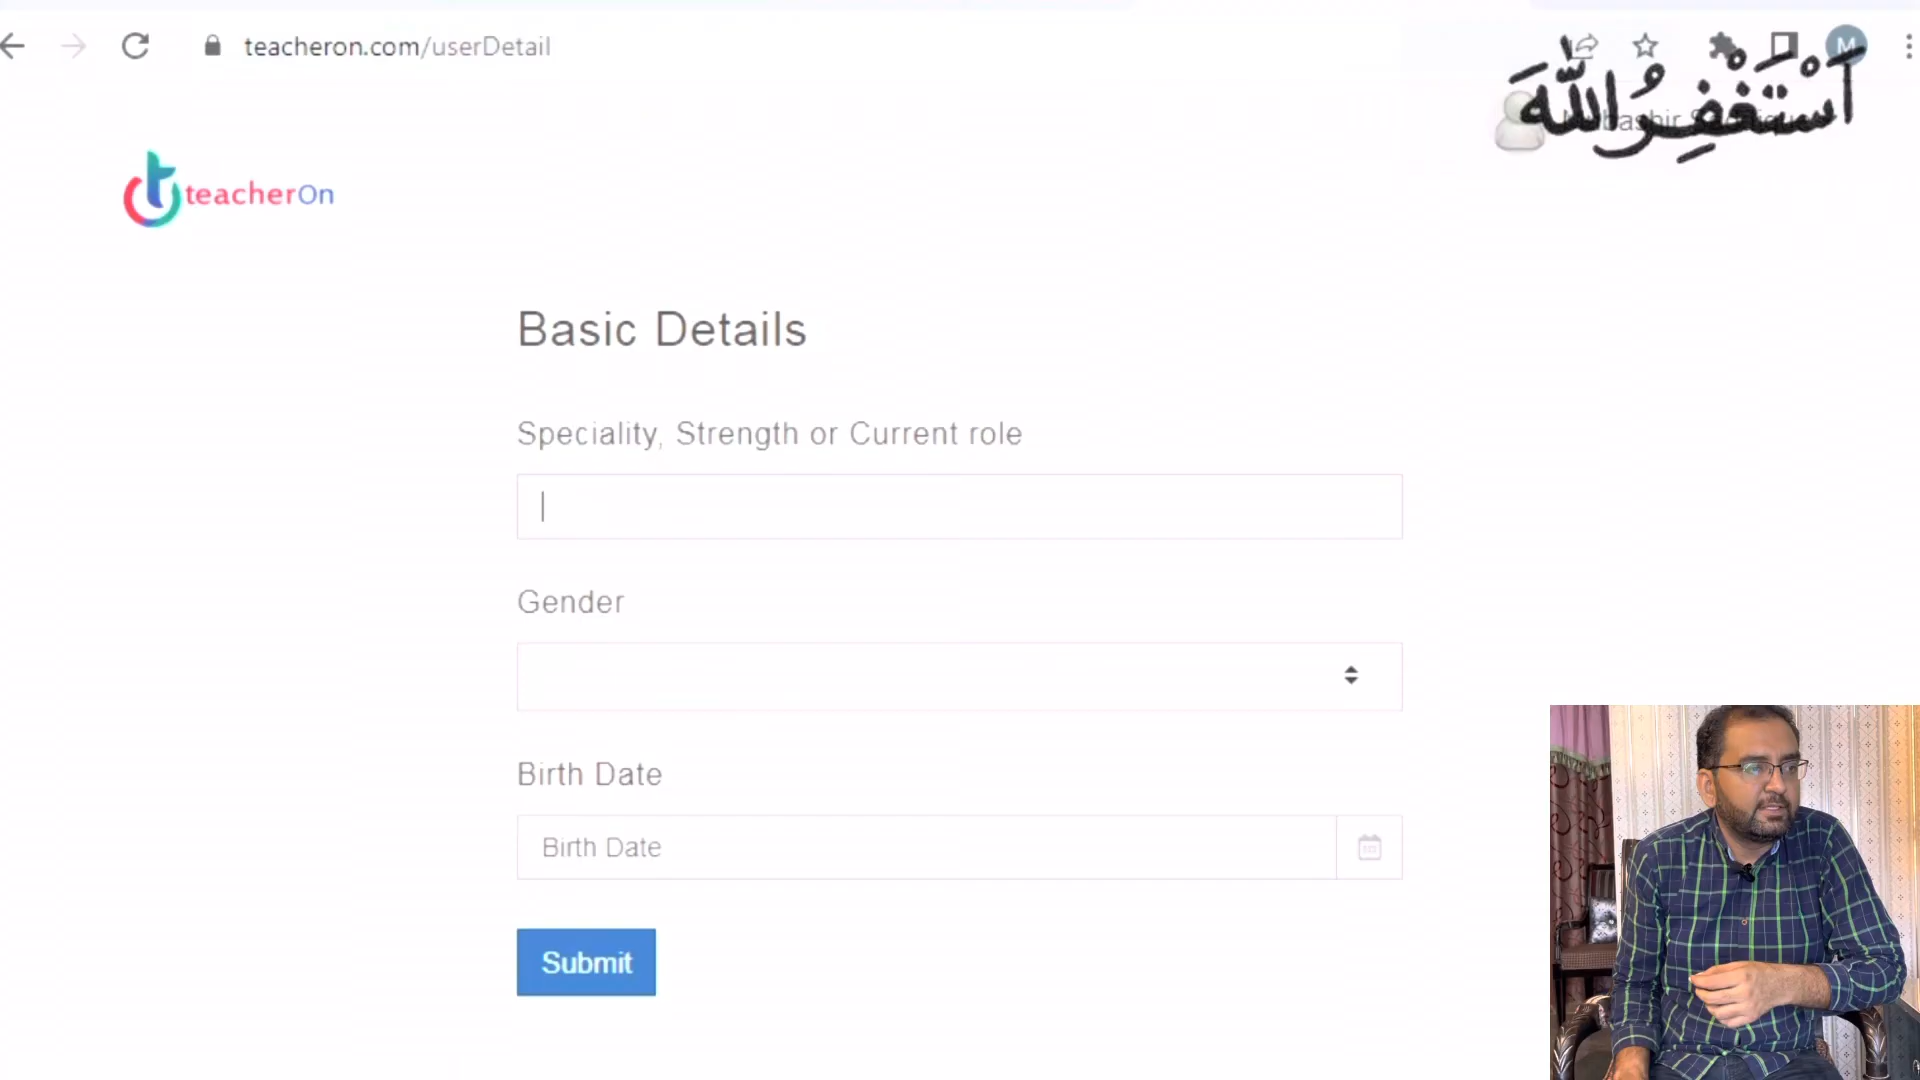 teacheron.com/userDetail
M
أَسْتَغْفِرُاللّٰهَ
teacherOn
Basic Details
Speciality, Strength or Current role
Gender
Birth Date
Birth Date
Submit